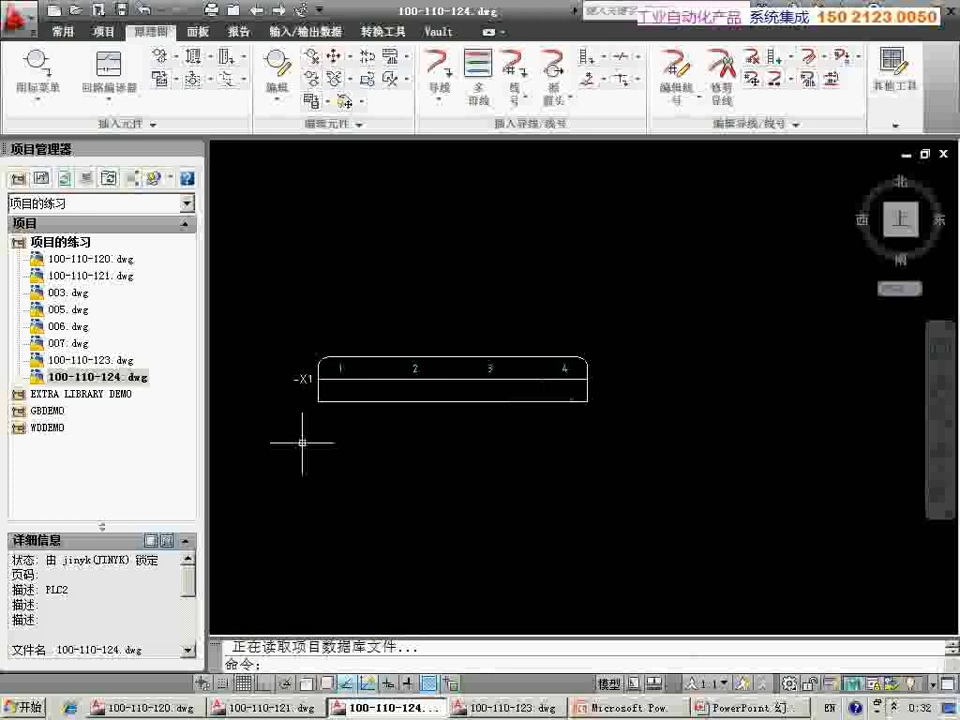 100-110-124.dwg
工业自动化产品 系统集成 150 2123 0050
常用 项目 原理图 面板 报告 输入/输出数据 转换工具 Vault
图标菜单 回路编译器 编辑 导线 多母线 线号 编辑线号 修剪导线 其他工具
插入元件 编辑元件 插入导线/线号 编辑导线/线号
项目管理器
项目的练习
项目
项目的练习
100-110-120.dwg
100-110-121.dwg
003.dwg
005.dwg
006.dwg
007.dwg
100-110-123.dwg
100-110-124.dwg
EXTRA LIBRARY DEMO
GBDEMO
WDDEMO
详细信息
状态: 由 jinyk(JINYK) 锁定
页码:
描述: PLC2
描述:
描述:
文件名 100-110-124.dwg
北
西 上 东
南
1 2 3 4
-X1
正在读取项目数据库文件...
命令:
模型 1:1
开始 100-110-120.dwg 100-110-121.dwg 100-110-124... 100-110-123.dwg Microsoft Pow... PowerPoint 幻... EN 0:32